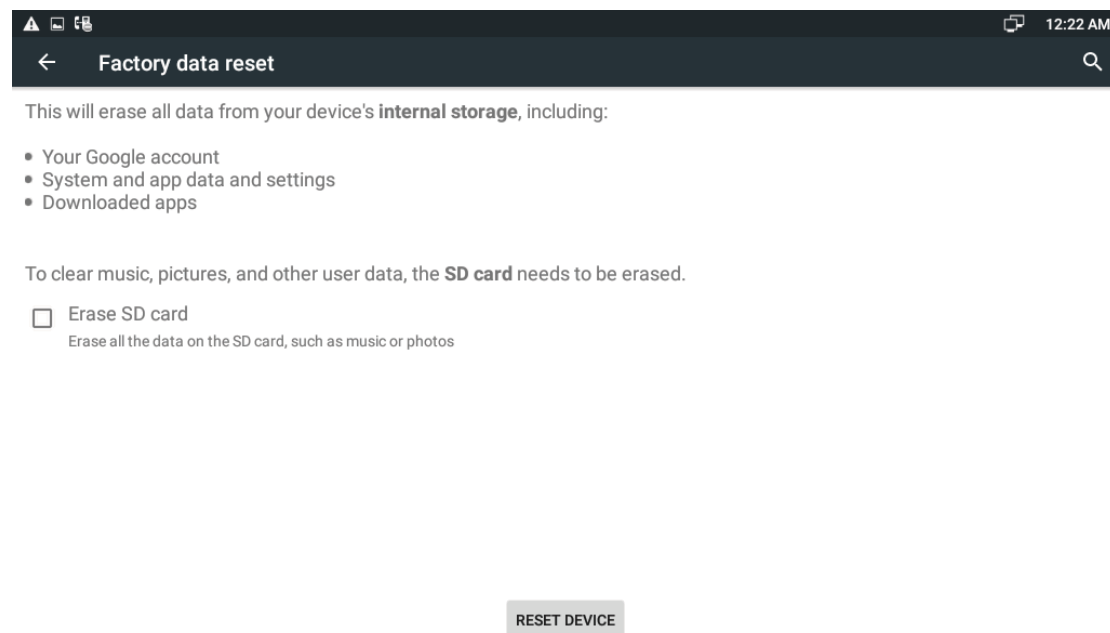 12:22 AM
Factory data reset
This will erase all data from your device's internal storage, including:
• Your Google account
• System and app data and settings
• Downloaded apps
To clear music, pictures, and other user data, the SD card needs to be erased.
Erase SD card
Erase all the data on the SD card, such as music or photos
RESET DEVICE